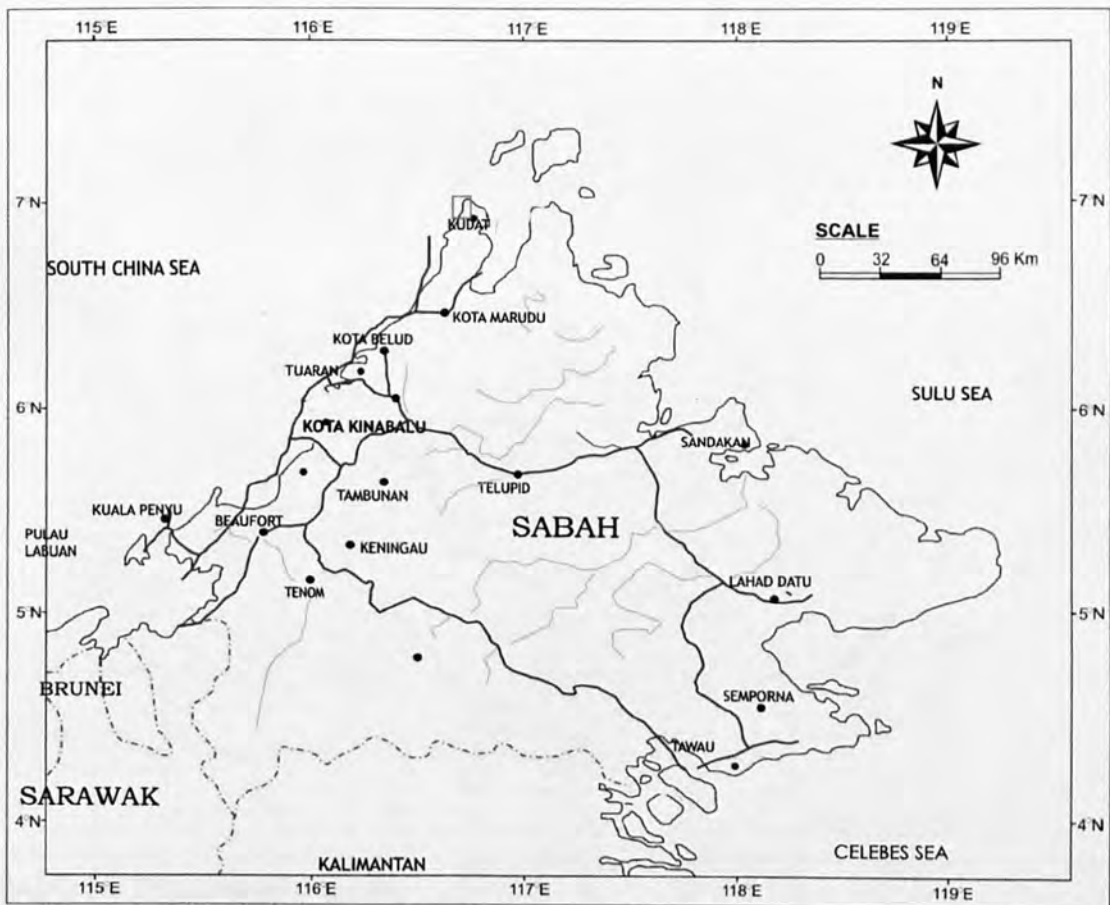 115°E 116°E 117°E 118°E 119°E
N
7°N 7°N
KUDAT
SCALE
0 32 64 96 Km
SOUTH CHINA SEA
KOTA MARUDU
KOTA BELUD
TUARAN
SULU SEA
6°N 6°N
KOTA KINABALU
SANDAKAN
TELUPID
TAMBUNAN
KUALA PENYU
BEAUFORT
SABAH
PULAU
LABUAN
KENINGAU
LAHAD DATU
TENOM
5°N 5°N
BRUNEI
SEMPORNA
TAWAU
SARAWAK
4°N 4°N
KALIMANTAN
CELEBES SEA
115°E 116°E 117°E 118°E 119°E